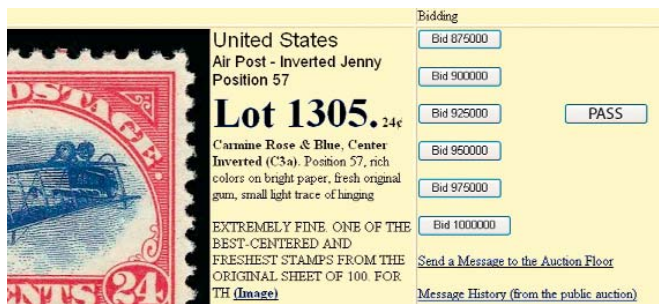 Bidding
United States
Air Post - Inverted Jenny
Position 57
Lot 1305. 24¢
Carmine Rose & Blue, Center
Inverted (C3a). Position 57, rich
colors on bright paper, fresh original
gum, small light trace of hinging
EXTREMELY FINE. ONE OF THE
BEST-CENTERED AND
FRESHEST STAMPS FROM THE
ORIGINAL SHEET OF 100. FOR
TH (Image)
Bid 875000
Bid 900000
Bid 925000
PASS
Bid 950000
Bid 975000
Bid 1000000
Send a Message to the Auction Floor
Message History (from the public auction)
POSTAGE.
NTS 24